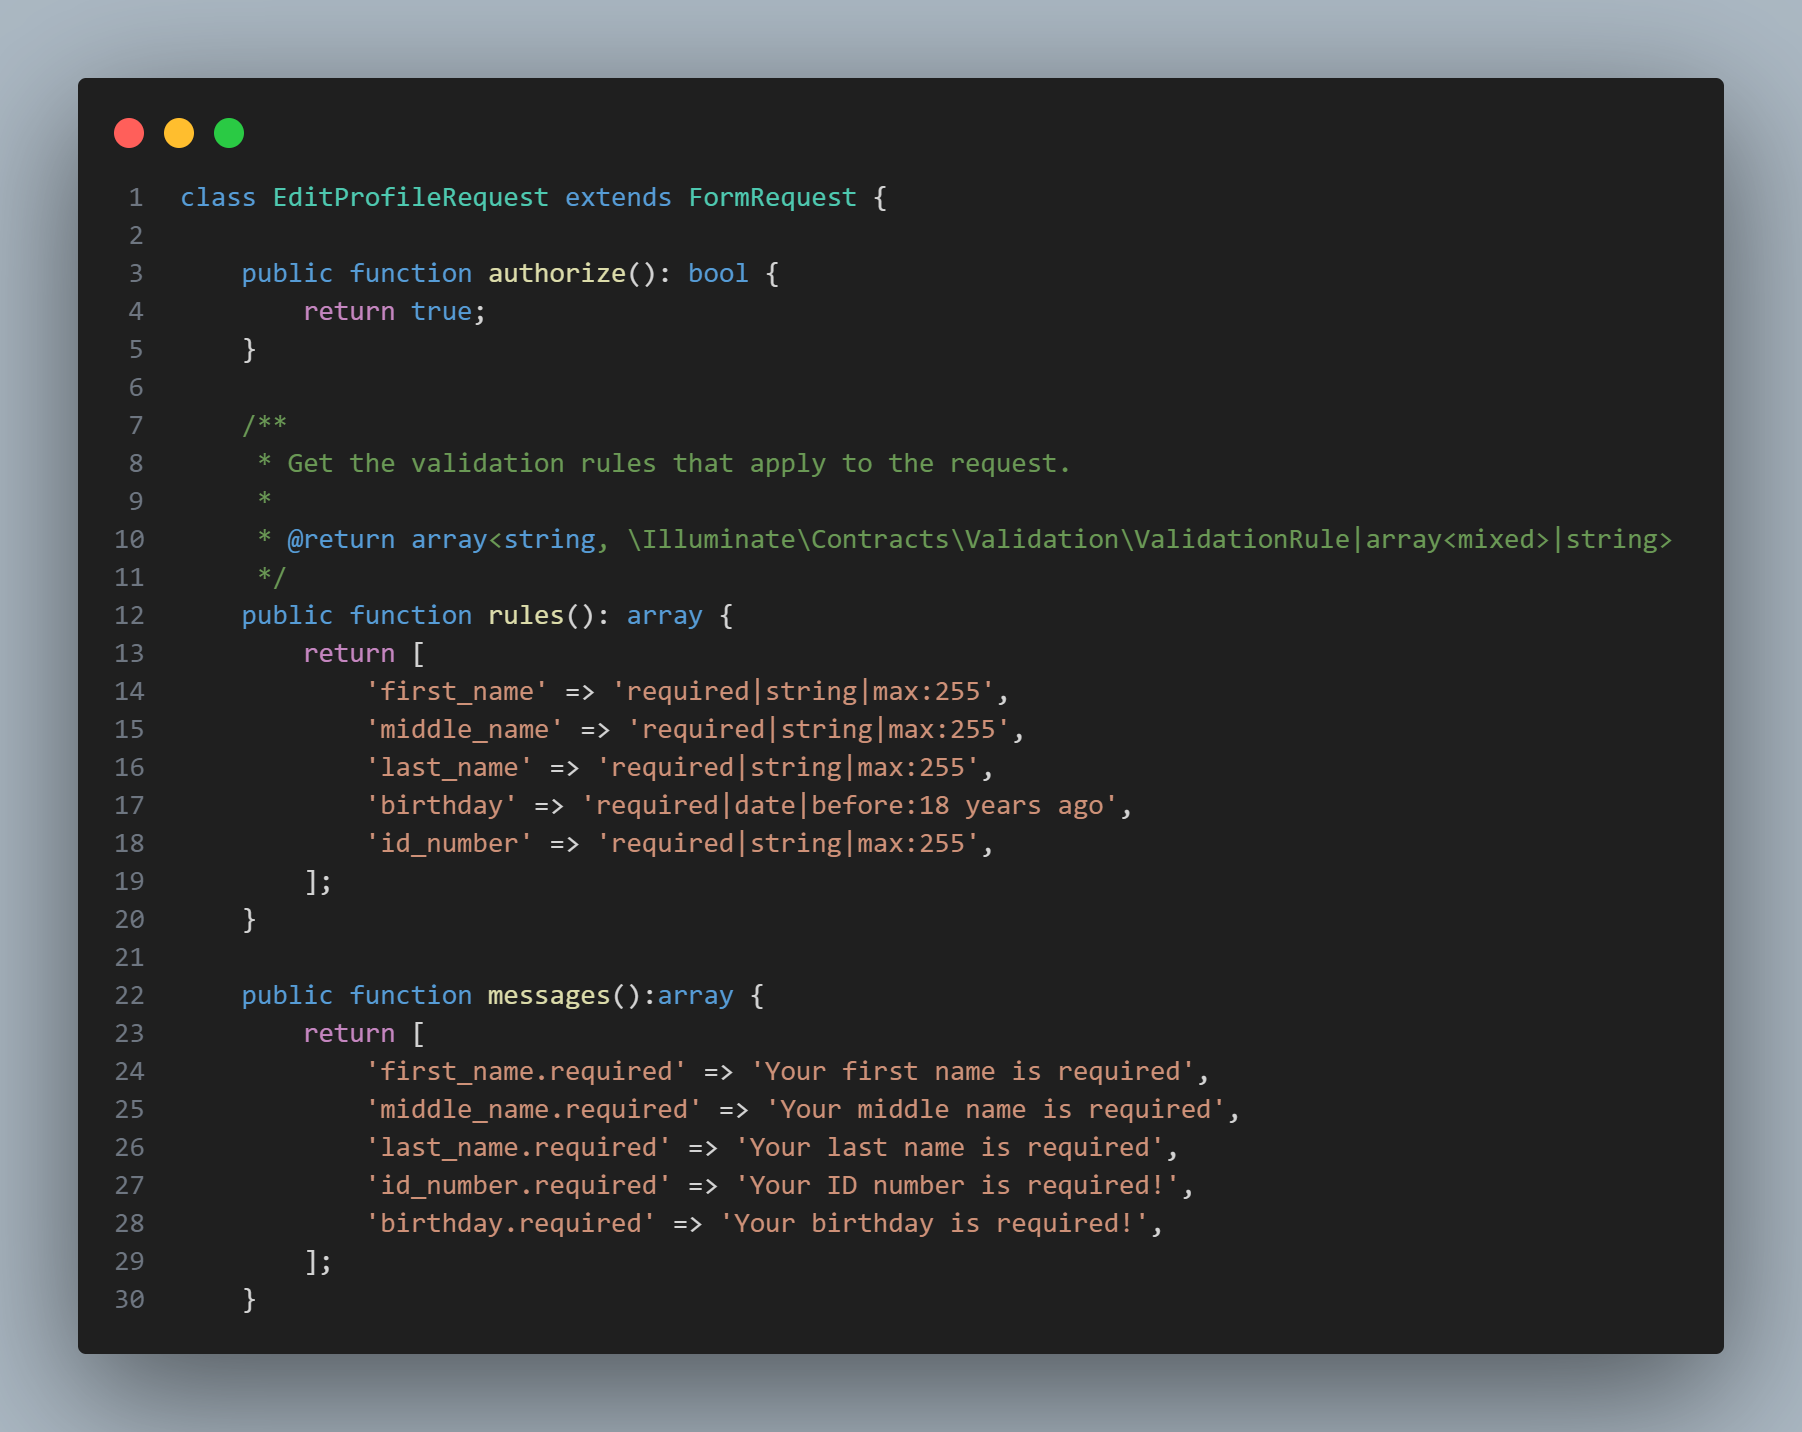 1 class EditProfileRequest extends FormRequest {
2
3     public function authorize(): bool {
4         return true;
5     }
6
7     /**
8      * Get the validation rules that apply to the request.
9      *
10      * @return array<string, \Illuminate\Contracts\Validation\ValidationRule|array<mixed>|string>
11      */
12     public function rules(): array {
13         return [
14             'first_name' => 'required|string|max:255',
15             'middle_name' => 'required|string|max:255',
16             'last_name' => 'required|string|max:255',
17             'birthday' => 'required|date|before:18 years ago',
18             'id_number' => 'required|string|max:255',
19         ];
20     }
21
22     public function messages():array {
23         return [
24             'first_name.required' => 'Your first name is required',
25             'middle_name.required' => 'Your middle name is required',
26             'last_name.required' => 'Your last name is required',
27             'id_number.required' => 'Your ID number is required!',
28             'birthday.required' => 'Your birthday is required!',
29         ];
30     }